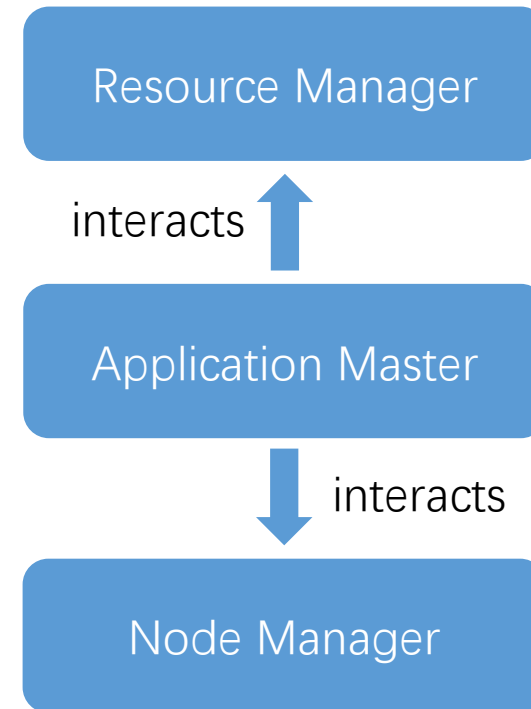 Resource Manager
interacts
Application Master
interacts
Node Manager